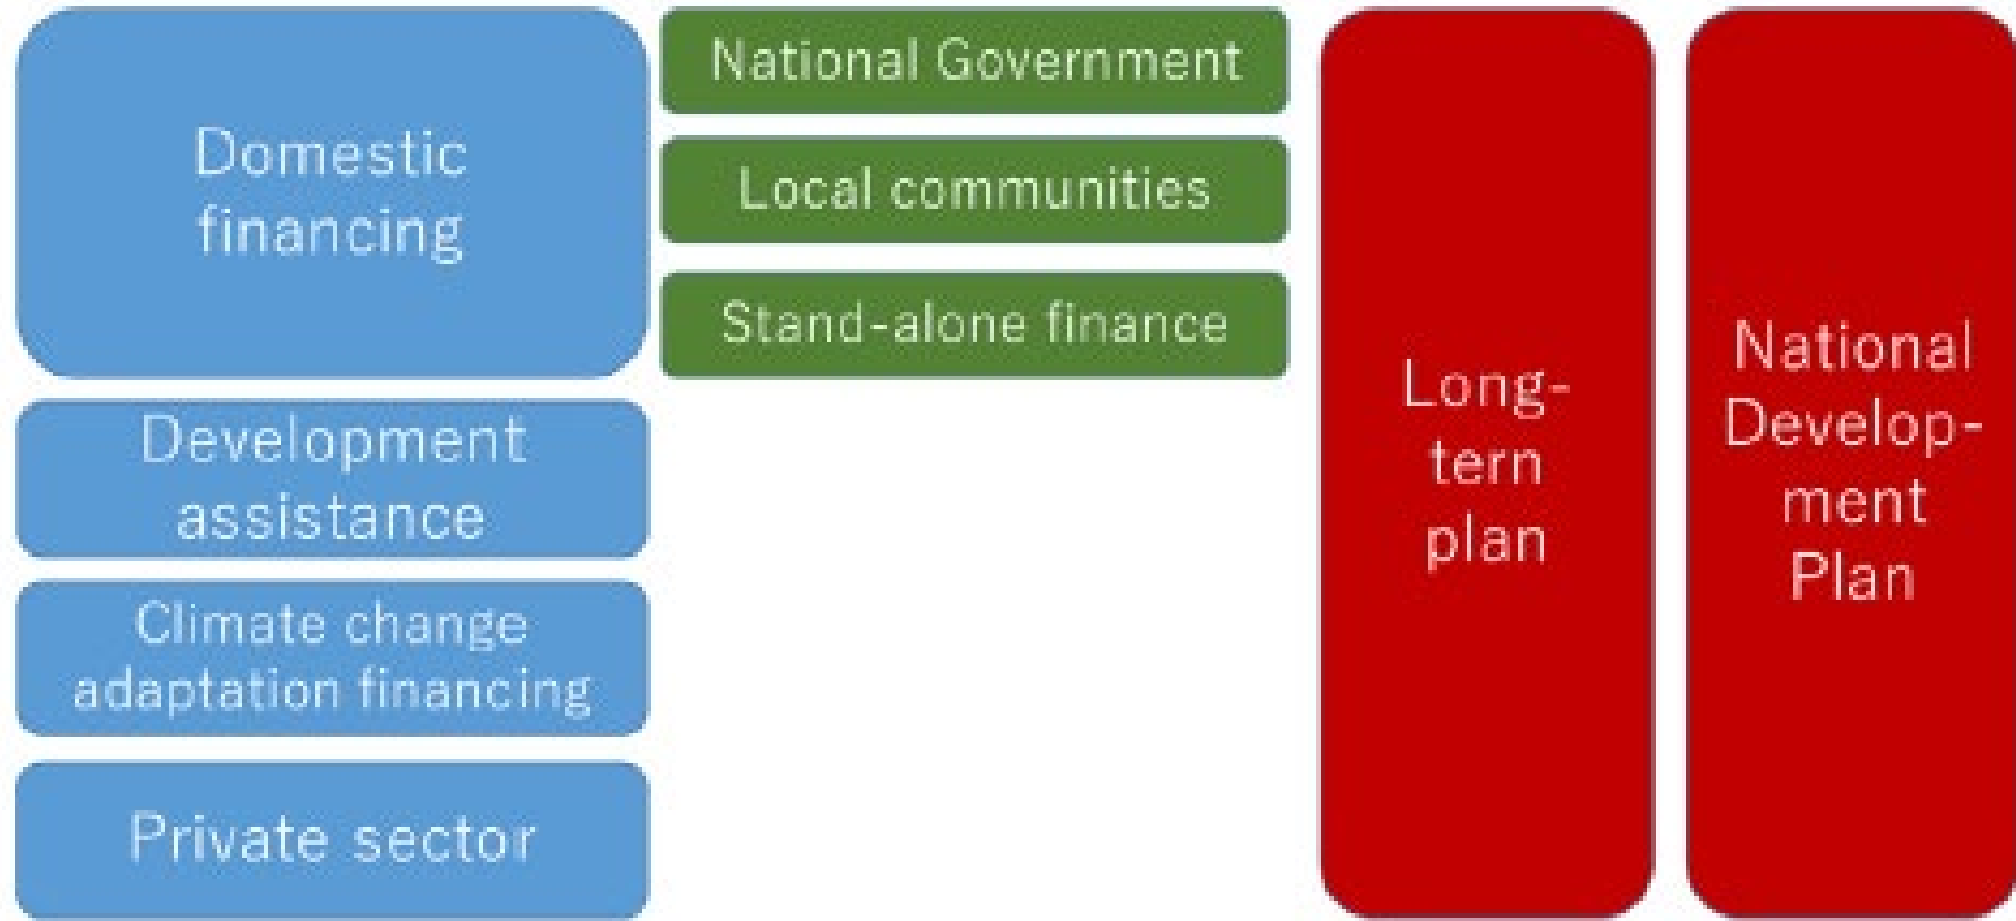 Domestic
financing
National Government
Local communities
Stand-alone finance
Development
assistance
Climate change
adaptation financing
Private sector
Long-
tern
plan
National
Develop-
ment
Plan